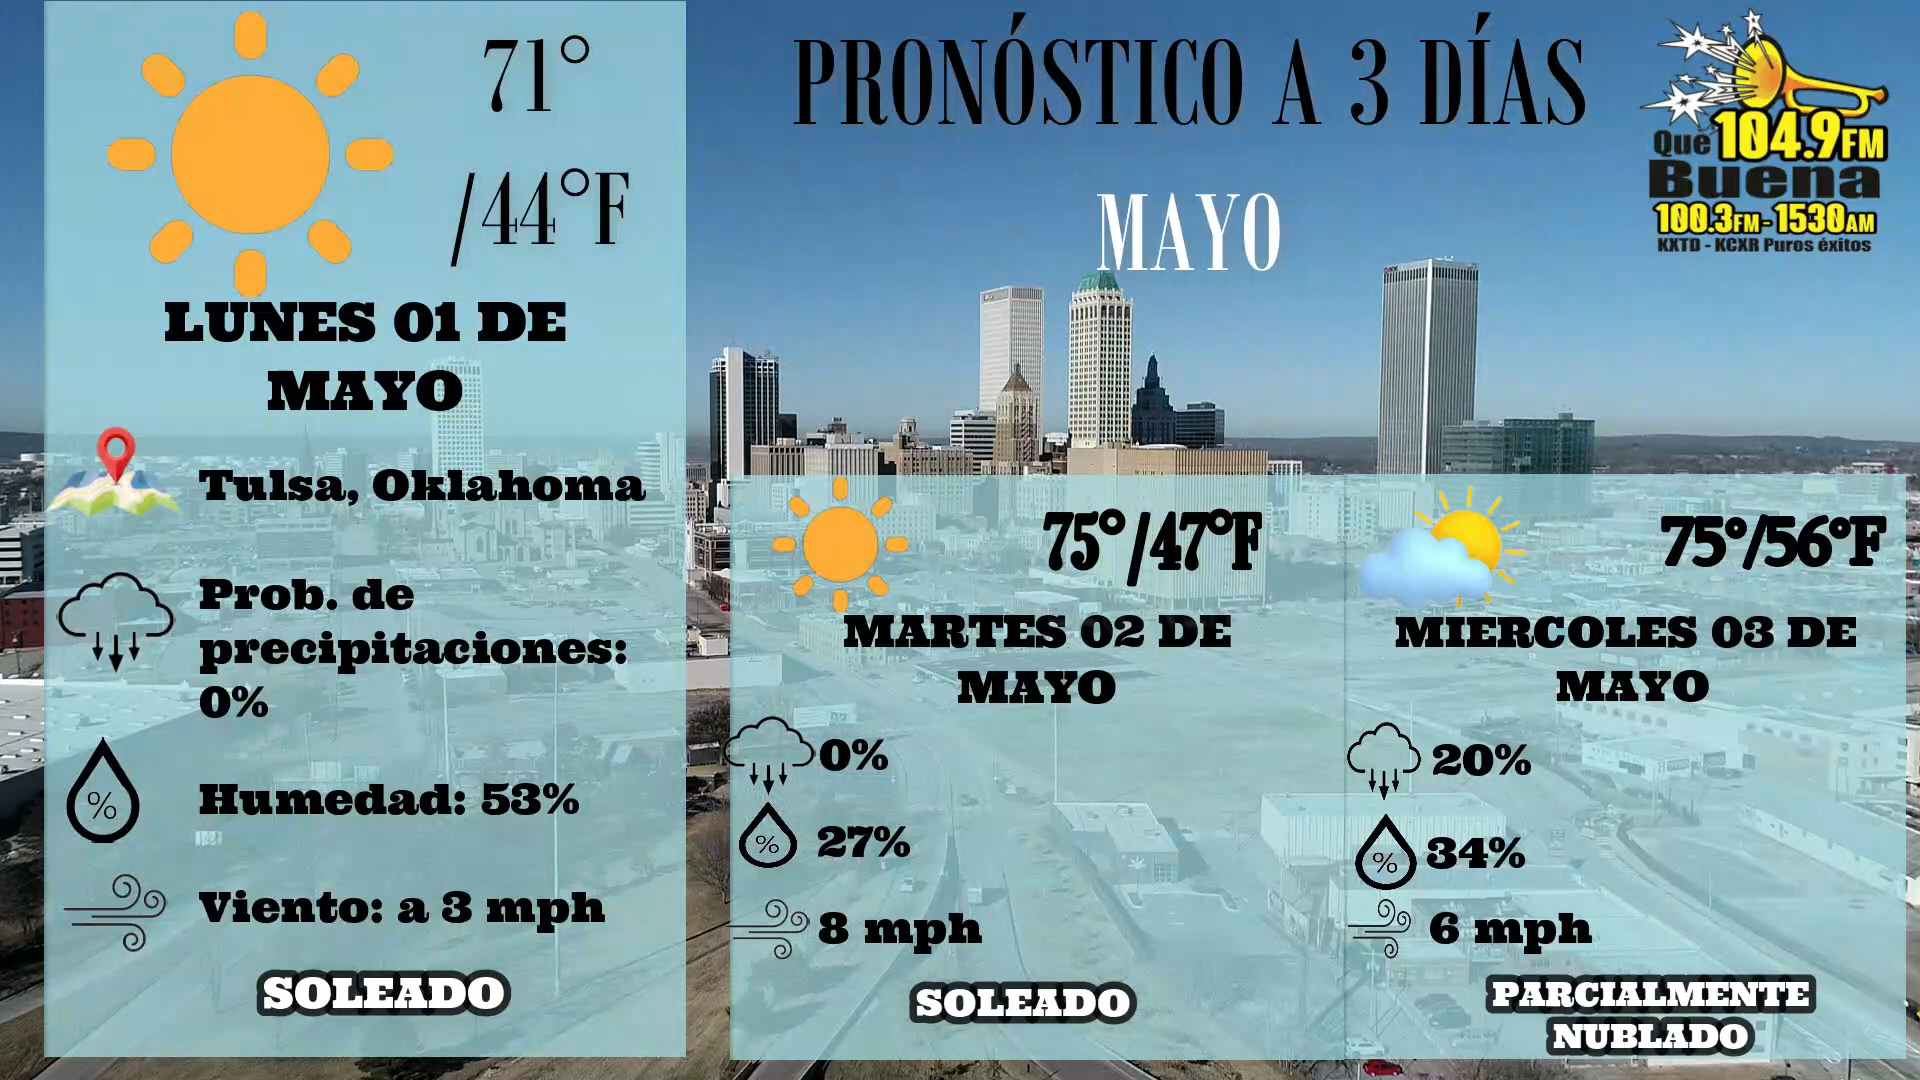 71°
/44°F
LUNES 01 DE
MAYO
Tulsa, Oklahoma
Prob. de
precipitaciones:
0%
%
Humedad: 53%
Viento: a 3 mph
SOLEADO
PRONÓSTICO A 3 DÍAS
MAYO
Que 104.9FM
Buena
100.3FM-1530AM
KXTD - KCXR Puros éxitos
75°/47°F
MARTES 02 DE
MAYO
0%
%
27%
8 mph
SOLEADO
75°/56°F
MIERCOLES 03 DE
MAYO
20%
%
34%
6 mph
PARCIALMENTE
NUBLADO